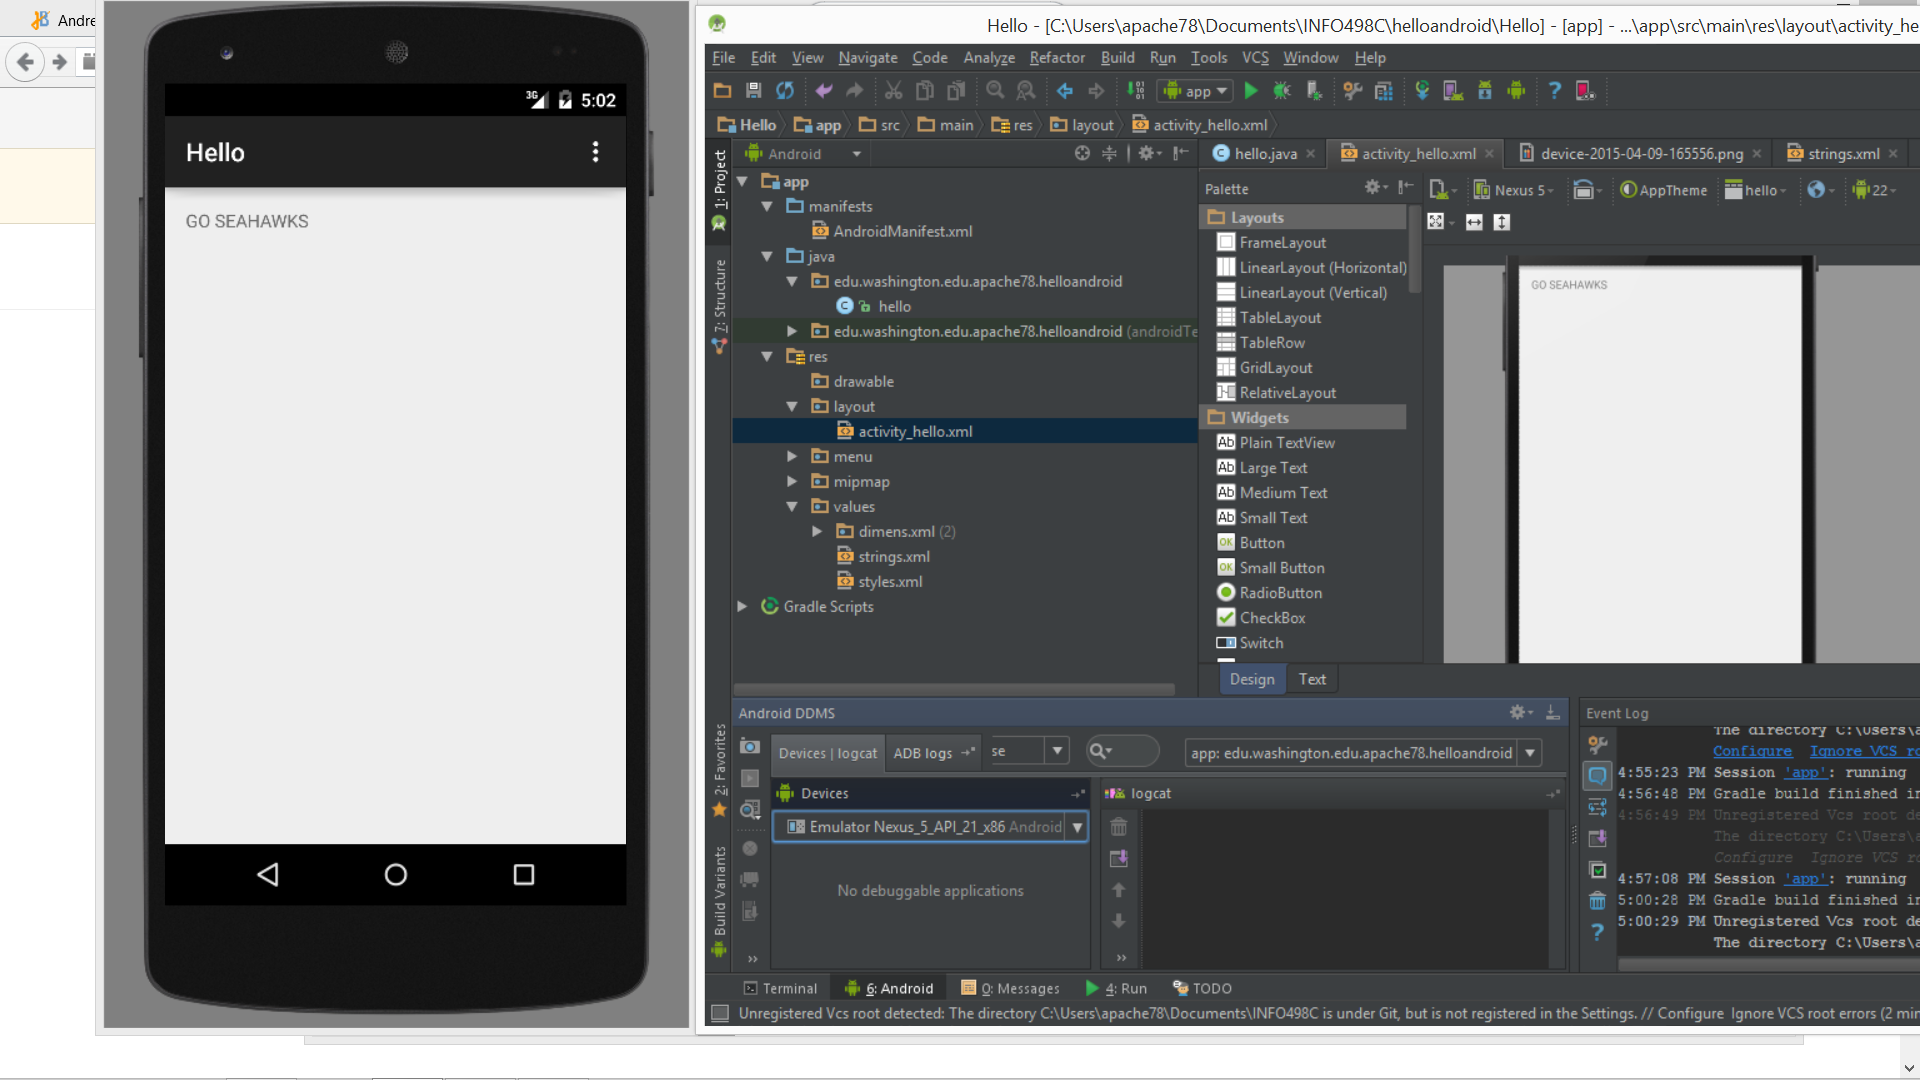 Andre
3G 5:02
Hello
GO SEAHAWKS
Hello - [C:\Users\apache78\Documents\INFO498C\helloandroid\Hello] - [app] - ...\app\src\main\res\layout\activity_he
File Edit View Navigate Code Analyze Refactor Build Run Tools VCS Window Help
app
Hello app src main res layout activity_hello.xml
1: Project
7: Structure
2: Favorites
Build Variants
Android
app
manifests
AndroidManifest.xml
java
edu.washington.edu.apache78.helloandroid
hello
edu.washington.edu.apache78.helloandroid (androidTe
res
drawable
layout
activity_hello.xml
menu
mipmap
values
dimens.xml (2)
strings.xml
styles.xml
Gradle Scripts
hello.java activity_hello.xml device-2015-04-09-165556.png strings.xml
Palette
Nexus 5 AppTheme hello 22
Layouts
FrameLayout
LinearLayout (Horizontal)
LinearLayout (Vertical)
TableLayout
TableRow
GridLayout
RelativeLayout
Widgets
Plain TextView
Large Text
Medium Text
Small Text
Button
Small Button
RadioButton
CheckBox
Switch
GO SEAHAWKS
Design Text
Android DDMS
Devices | logcat ADB logs se app: edu.washington.edu.apache78.helloandroid
Devices
logcat
Emulator Nexus_5_API_21_x86 Android
No debuggable applications
Event Log
The directory C:\Users\a
Configure Ignore VCS ro
4:55:23 PM Session 'app': running
4:56:48 PM Gradle build finished in
4:56:49 PM Unregistered Vcs root de
The directory C:\Users\a
Configure Ignore VCS ro
4:57:08 PM Session 'app': running
5:00:28 PM Gradle build finished in
5:00:29 PM Unregistered Vcs root de
The directory C:\Users\a
Terminal 6: Android 0: Messages 4: Run TODO
Unregistered Vcs root detected: The directory C:\Users\apache78\Documents\INFO498C is under Git, but is not registered in the Settings. // Configure Ignore VCS root errors (2 min